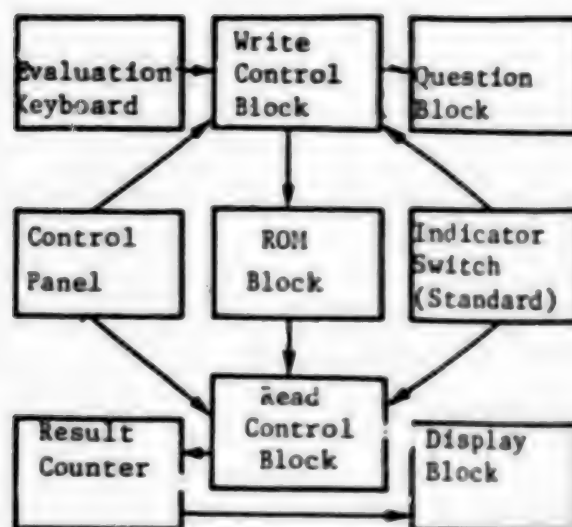 Evaluation
Keyboard
Write
Control
Block
Question
Block
Control
Panel
ROM
Block
Indicator
Switch
(Standard)
Read
Control
Block
Result
Counter
Display
Block